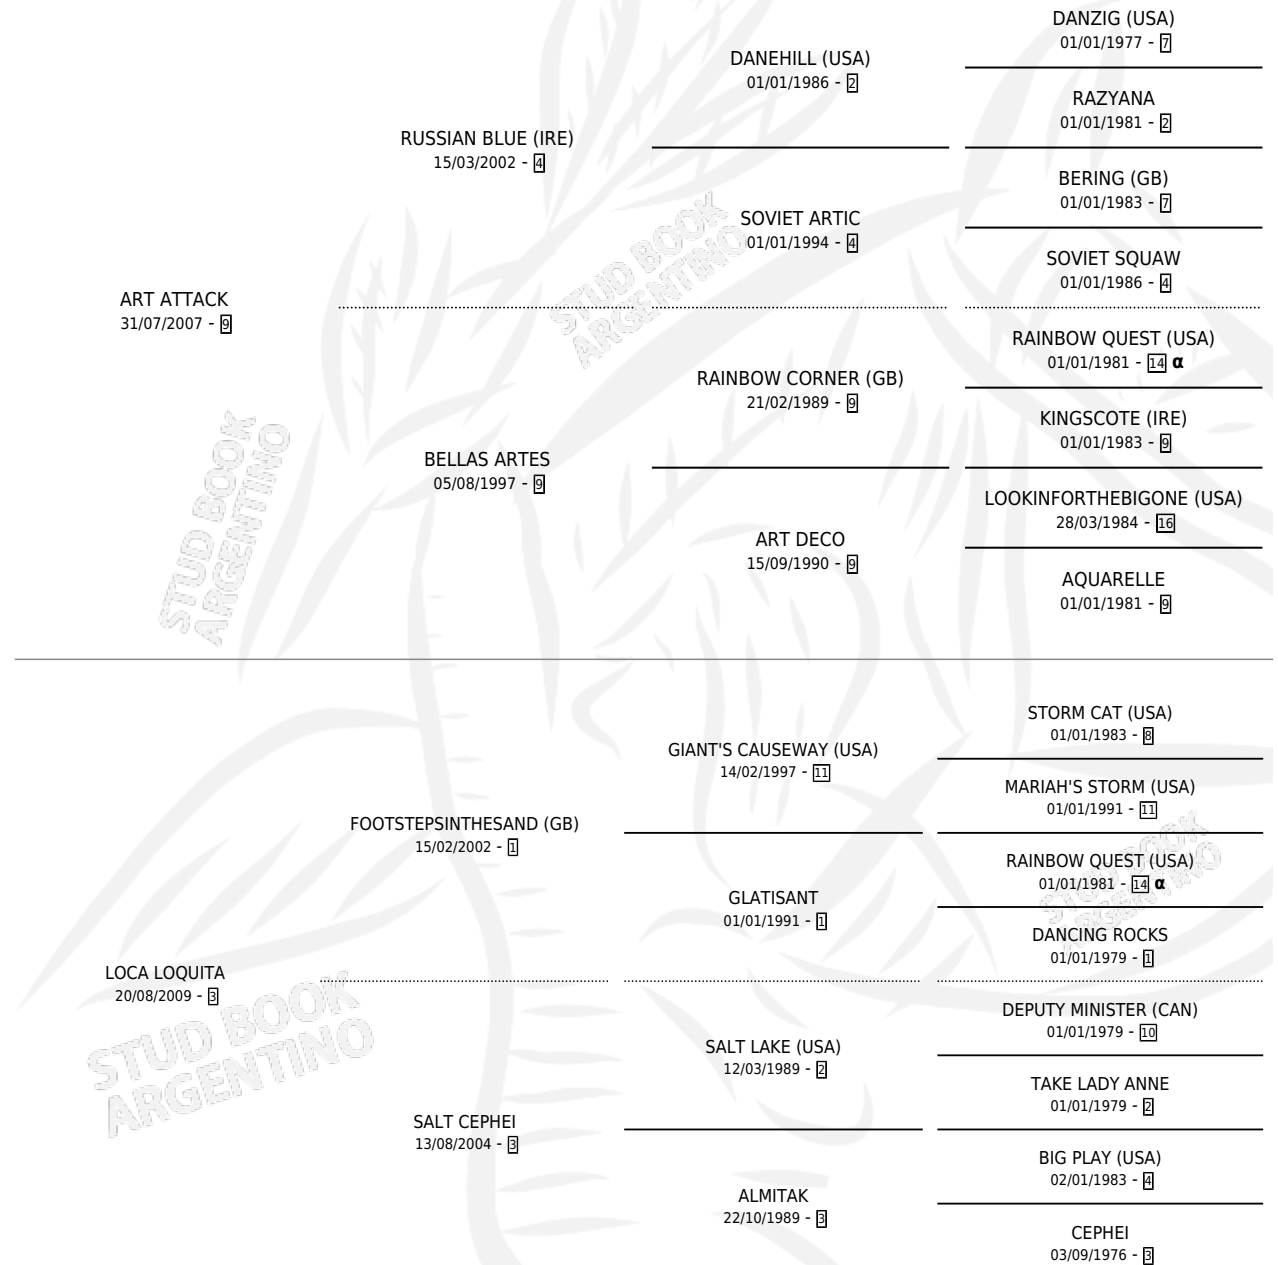 DANZIG (USA)
01/01/1977 - 7
DANEHILL (USA)
01/01/1986 - 2
RAZYANA
01/01/1981 - 2
RUSSIAN BLUE (IRE)
15/03/2002 - 4
BERING (GB)
01/01/1983 - 7
SOVIET ARTIC
01/01/1994 - 4
SOVIET SQUAW
01/01/1986 - 4
STUD BOOK
ARGENTINO
ART ATTACK
31/07/2007 - 9
RAINBOW QUEST (USA)
01/01/1981 - 14 α
RAINBOW CORNER (GB)
21/02/1989 - 9
KINGSCOTE (IRE)
01/01/1983 - 9
BELLAS ARTES
05/08/1997 - 9
LOOKINFORTHEBIGONE (USA)
28/03/1984 - 16
ART DECO
15/09/1990 - 9
AQUARELLE
01/01/1981 - 9
STUD BOOK
ARGENTINO
STORM CAT (USA)
01/01/1983 - 8
GIANT'S CAUSEWAY (USA)
14/02/1997 - 11
MARIAH'S STORM (USA)
01/01/1991 - 11
FOOTSTEPSINTHESAND (GB)
15/02/2002 - 1
RAINBOW QUEST (USA)
01/01/1981 - 14 α
GLATISANT
01/01/1991 - 1
DANCING ROCKS
01/01/1979 - 1
STUD BOOK
ARGENTINO
LOCA LOQUITA
20/08/2009 - 3
DEPUTY MINISTER (CAN)
01/01/1979 - 10
SALT LAKE (USA)
12/03/1989 - 2
TAKE LADY ANNE
01/01/1979 - 2
SALT CEPHEI
13/08/2004 - 3
BIG PLAY (USA)
02/01/1983 - 4
ALMITAK
22/10/1989 - 3
CEPHEI
03/09/1976 - 3
STUD BOOK
ARGENTINO